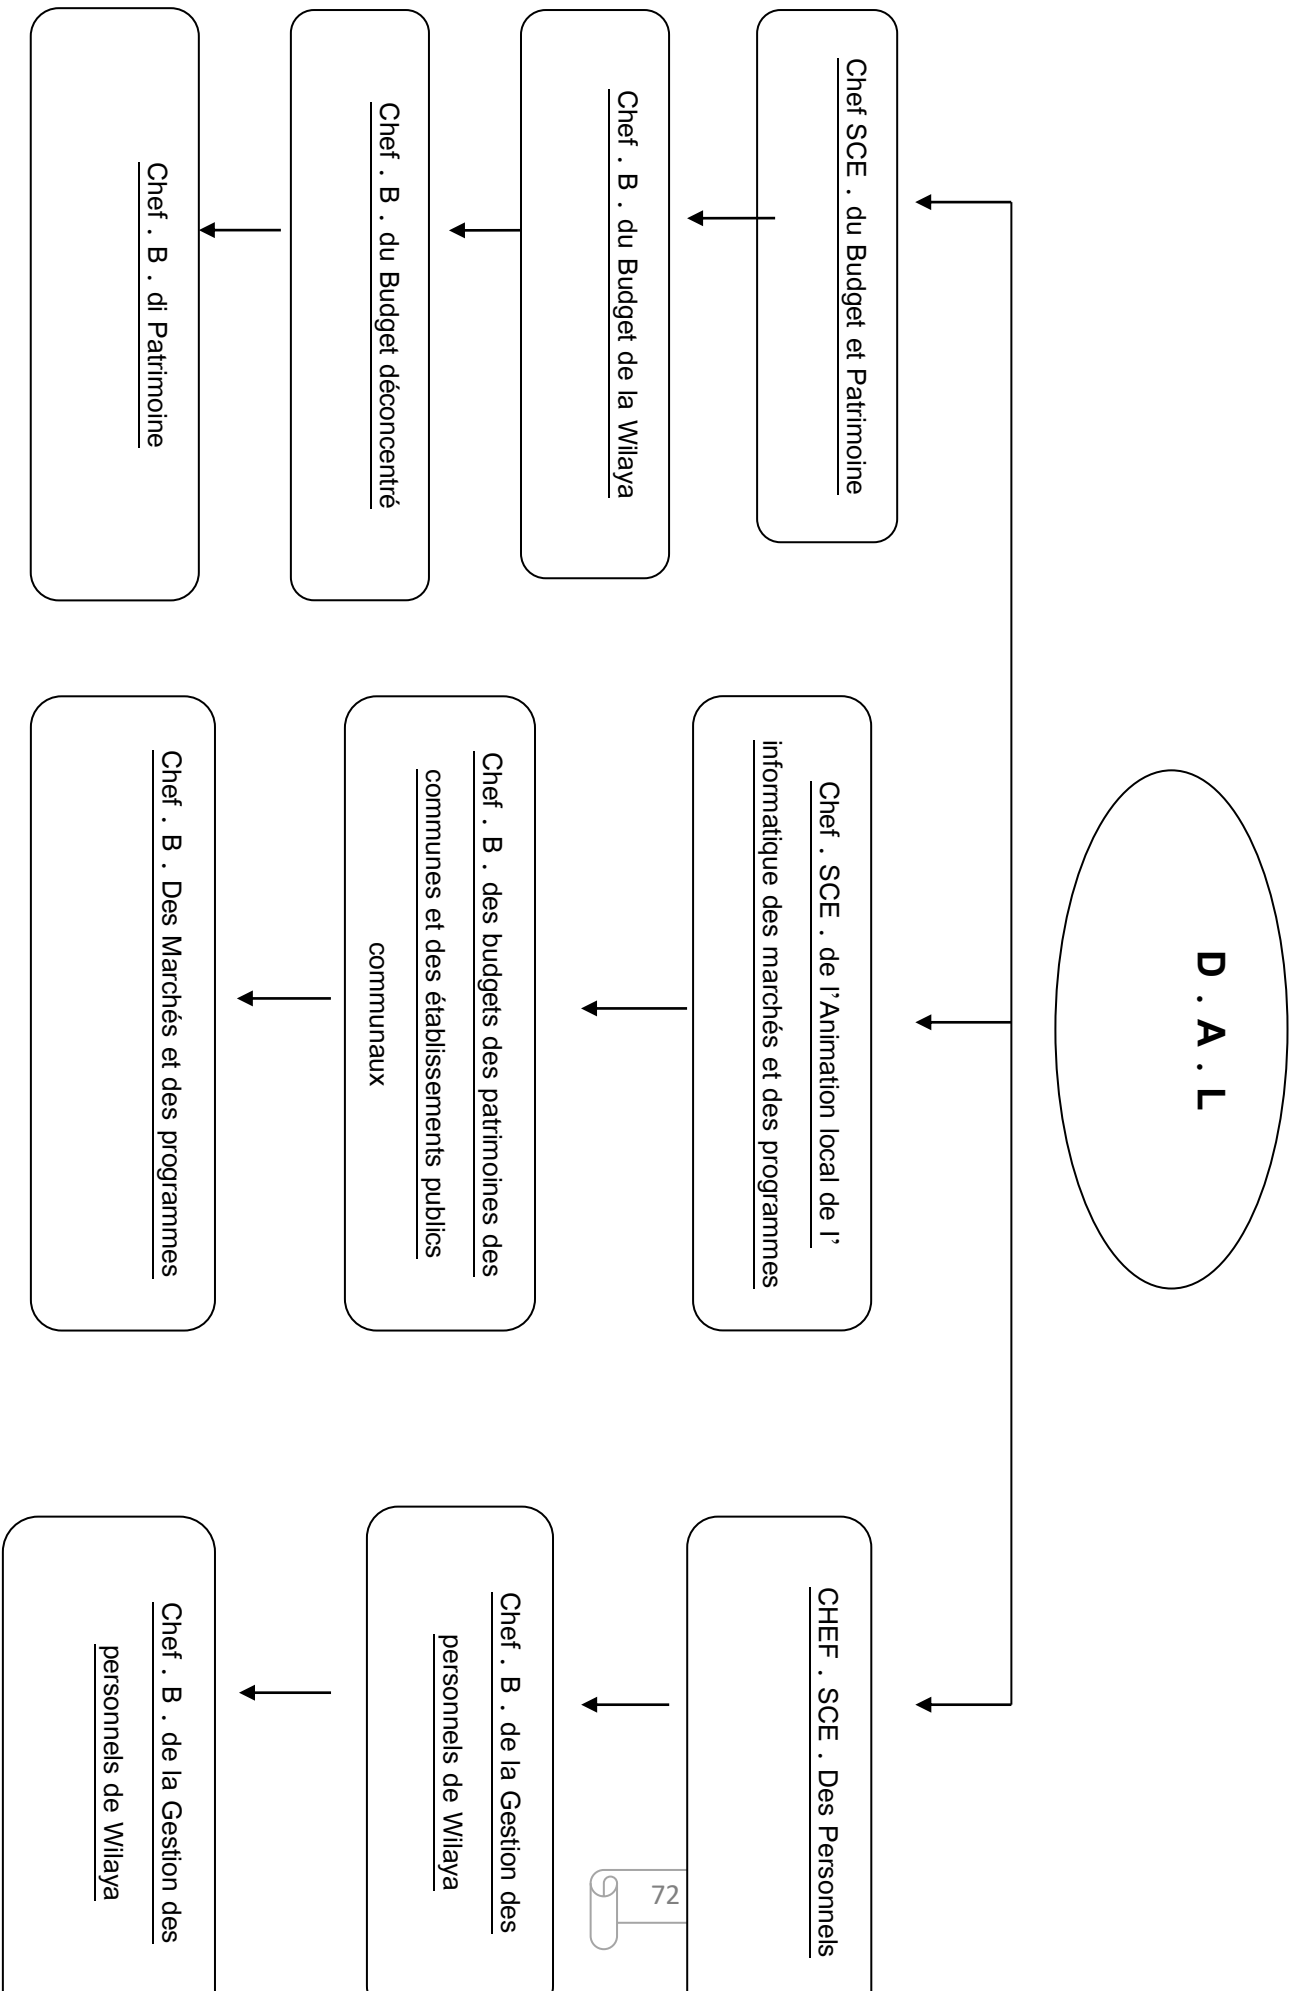 D . A . L
Chef SCE . du Budget et Patrimoine
Chef . B . du Budget de la Wilaya
Chef . B . du Budget déconcentré
Chef . B . di Patrimoine
Chef . SCE . de l’Animation local de l’
informatique des marchés et des programmes
Chef . B . des budgets des patrimoines des
communes et des établissements publics
communaux
Chef . B . Des Marchés et des programmes
CHEF . SCE . Des Personnels
Chef . B . de la Gestion des
personnels de Wilaya
Chef . B . de la Gestion des
personnels de Wilaya
72